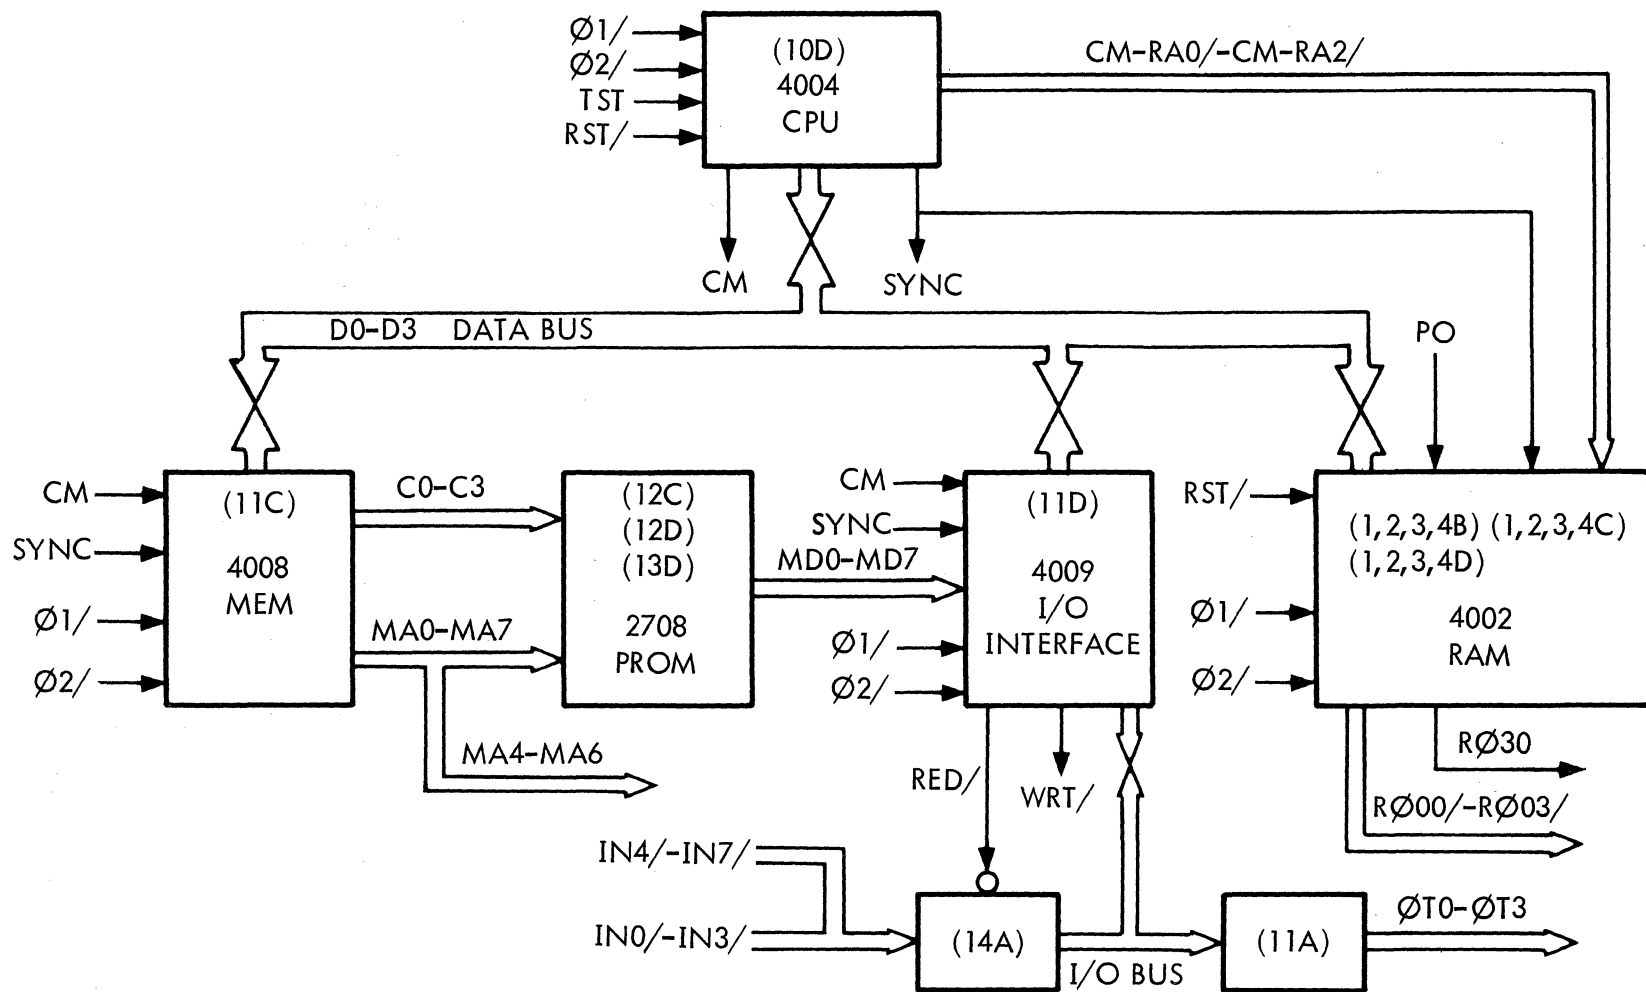 Ø1/
Ø2/
TST
RST/
(10D)
4004
CPU
CM-RA0/-CM-RA2/
CM
SYNC
D0-D3 DATA BUS
PO
CM
SYNC
Ø1/
Ø2/
(11C)
4008
MEM
C0-C3
MA0-MA7
MA4-MA6
(12C)
(12D)
(13D)
2708
PROM
MD0-MD7
CM
SYNC
Ø1/
Ø2/
(11D)
4009
I/O
INTERFACE
RST/
Ø1/
Ø2/
(1,2,3,4B) (1,2,3,4C)
(1,2,3,4D)
4002
RAM
RED/
WRT/
RØ30
RØ00/-RØ03/
IN4/-IN7/
IN0/-IN3/
(14A)
I/O BUS
(11A)
ØT0-ØT3